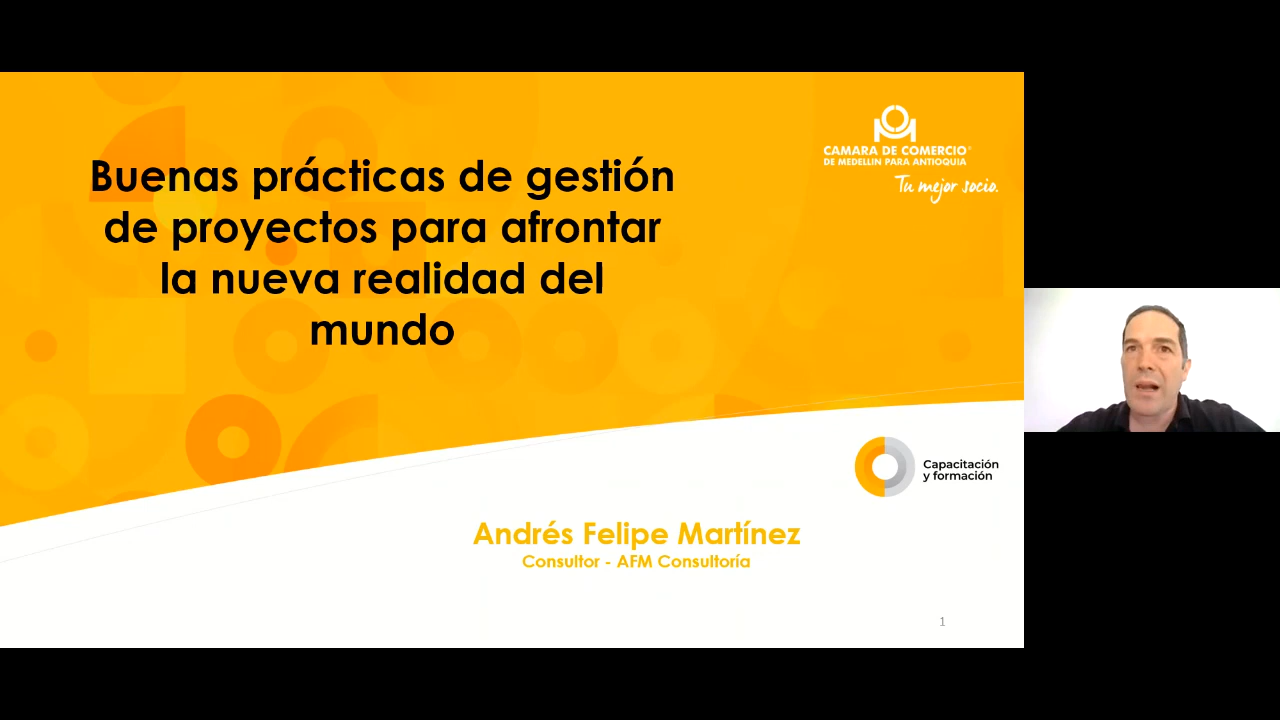 Buenas prácticas de gestión
de proyectos para afrontar
la nueva realidad del
mundo
CAMARA DE COMERCIO®
DE MEDELLIN PARA ANTIOQUIA
Tu mejor socio.
Capacitación
y formación
Andrés Felipe Martínez
Consultor - AFM Consultoría
1